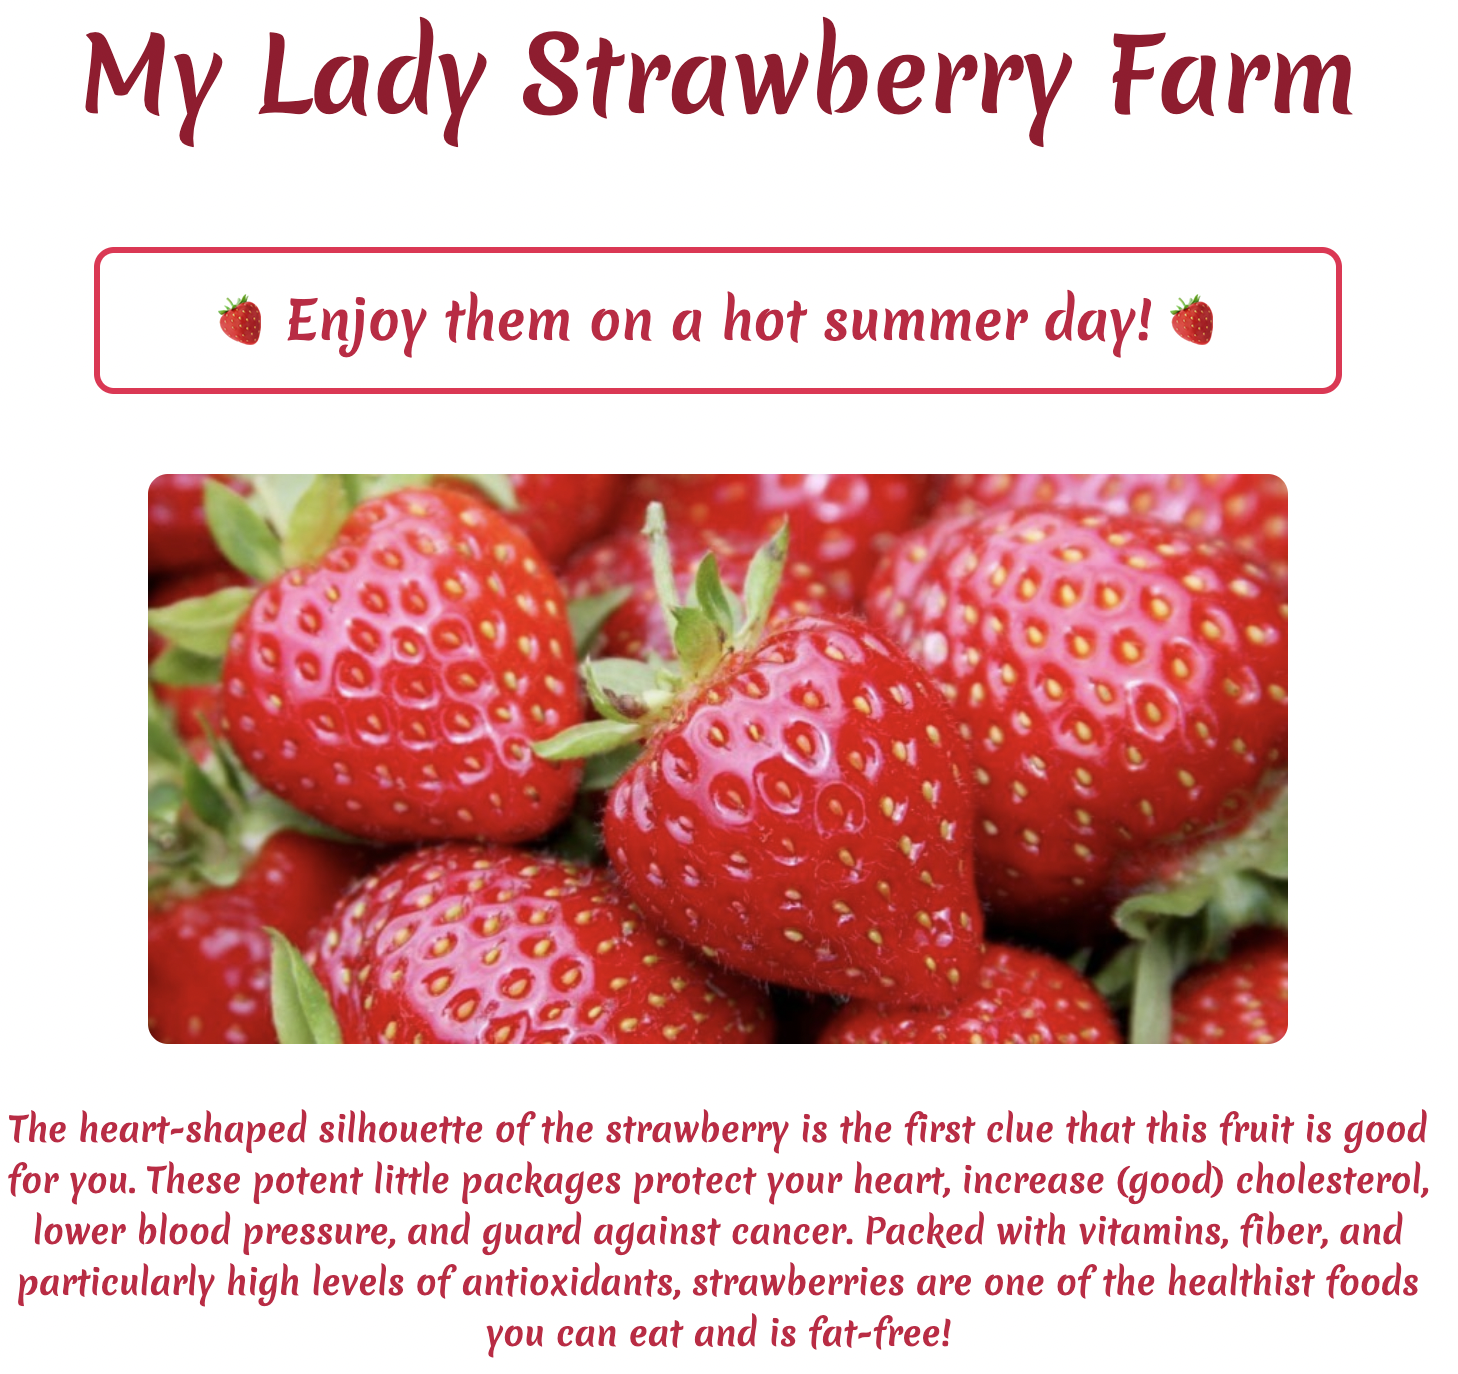 My Lady Strawberry Farm
🍓 Enjoy them on a hot summer day! 🍓
The heart-shaped silhouette of the strawberry is the first clue that this fruit is good
for you. These potent little packages protect your heart, increase (good) cholesterol,
lower blood pressure, and guard against cancer. Packed with vitamins, fiber, and
particularly high levels of antioxidants, strawberries are one of the healthist foods
you can eat and is fat-free!